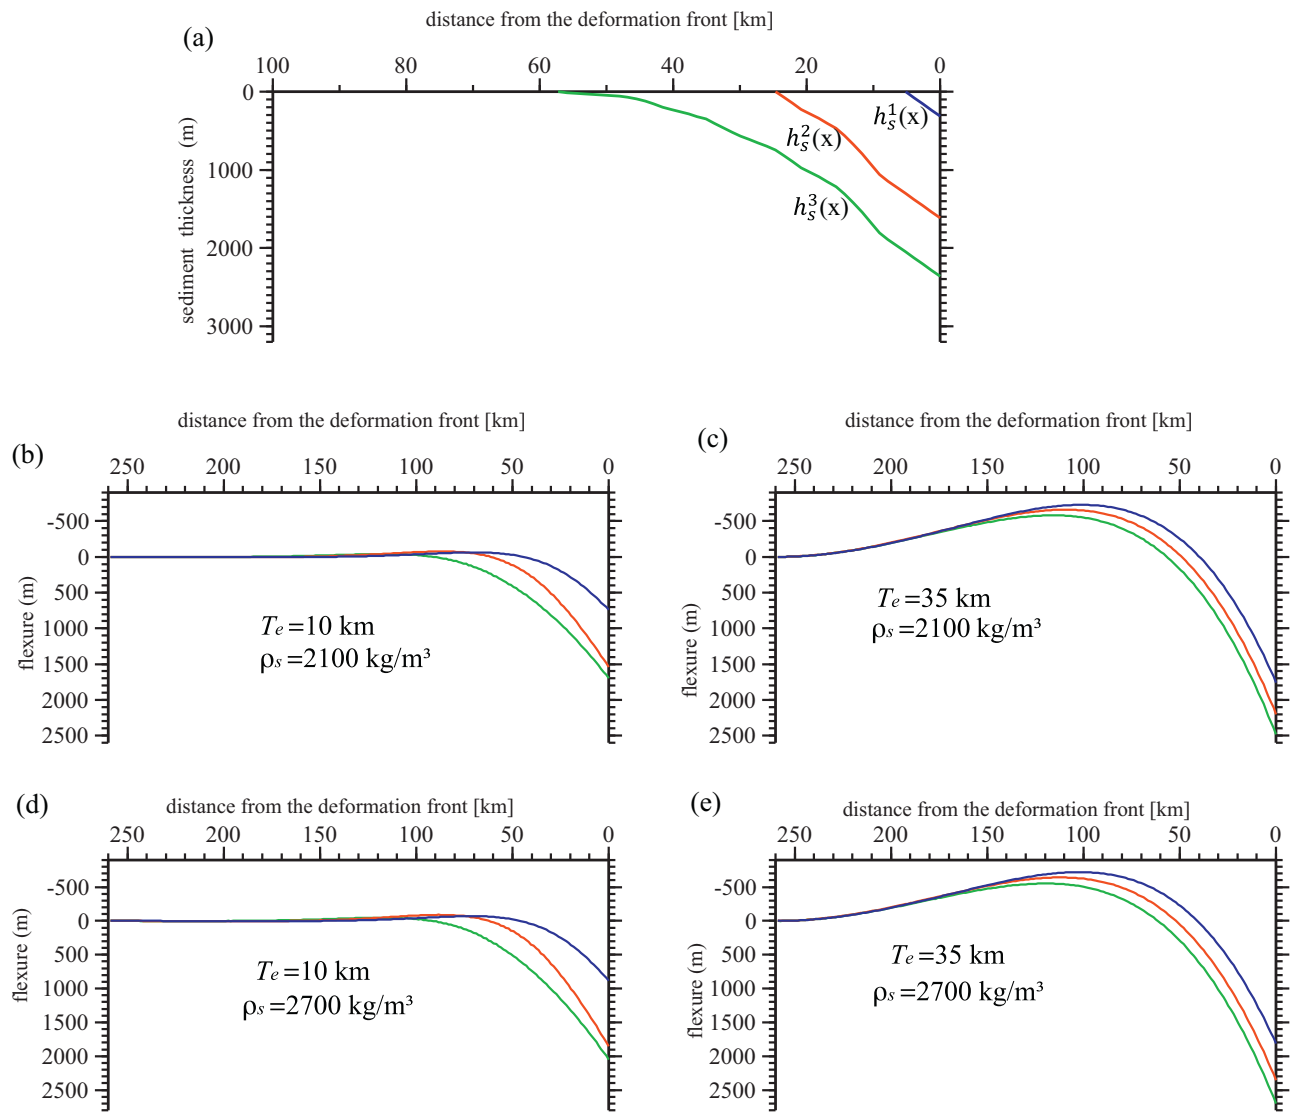 distance from the deformation front [km]
(a)
100 80 60 40 20 0
0
1000
2000
3000
sediment thickness (m)
h_s^1(x)
h_s^2(x)
h_s^3(x)
distance from the deformation front [km]
(b)
250 200 150 100 50 0
-500
0
500
1000
1500
2000
2500
flexure (m)
Te=10 km
ρs=2100 kg/m³
distance from the deformation front [km]
(c)
250 200 150 100 50 0
-500
0
500
1000
1500
2000
2500
flexure (m)
Te=35 km
ρs=2100 kg/m³
distance from the deformation front [km]
(d)
250 200 150 100 50 0
-500
0
500
1000
1500
2000
2500
flexure (m)
Te=10 km
ρs=2700 kg/m³
distance from the deformation front [km]
(e)
250 200 150 100 50 0
-500
0
500
1000
1500
2000
2500
flexure (m)
Te=35 km
ρs=2700 kg/m³